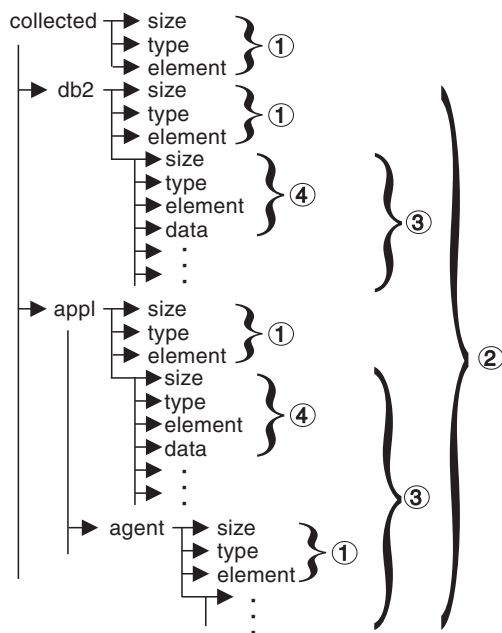 collected size
type ①
element
db2 size
type ①
element
size
type ④
element ③
data
②
appl size
type ①
element
size
type
element ④
data
③
agent size
type ①
element